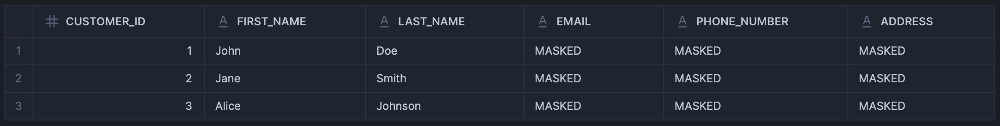 CUSTOMER_ID FIRST_NAME LAST_NAME EMAIL PHONE_NUMBER ADDRESS
1 1 John Doe MASKED MASKED MASKED
2 2 Jane Smith MASKED MASKED MASKED
3 3 Alice Johnson MASKED MASKED MASKED